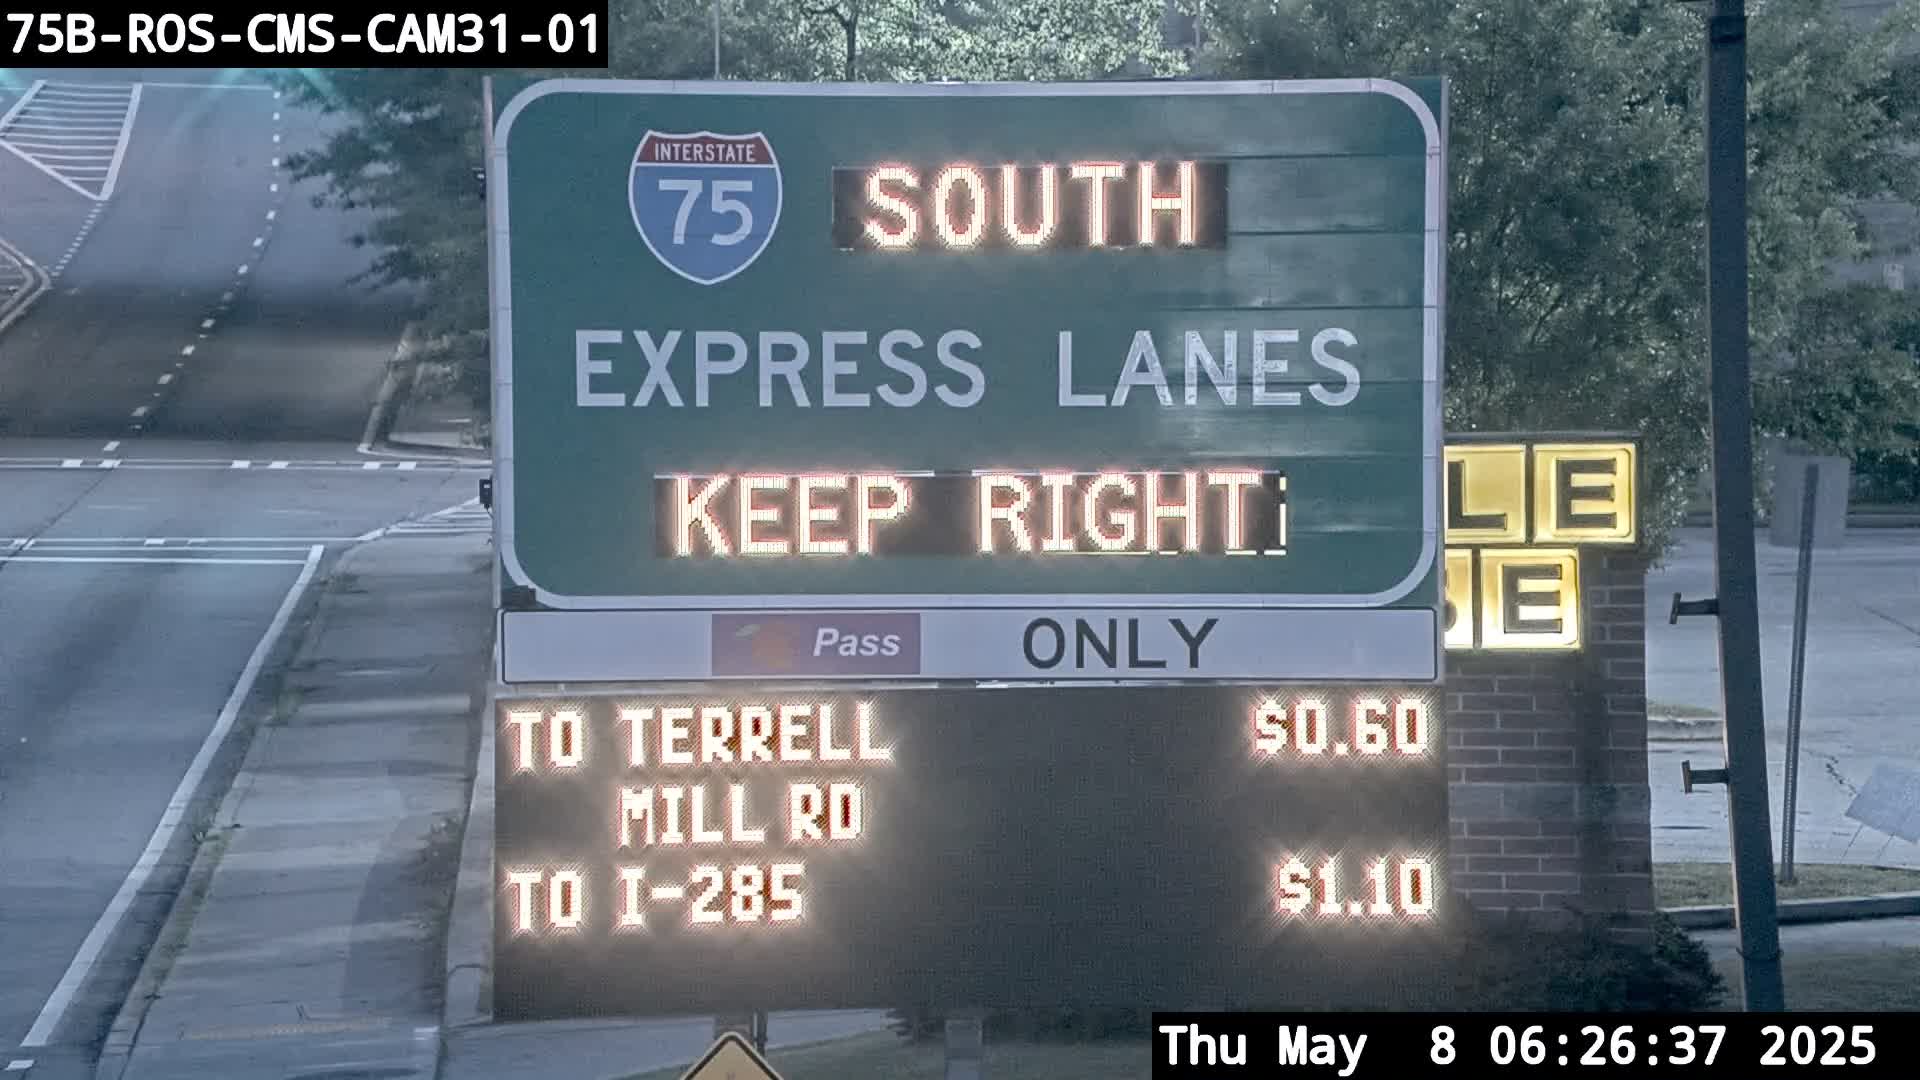 75B-ROS-CMS-CAM31-01
INTERSTATE
75
SOUTH
EXPRESS LANES
KEEP RIGHT
Pass ONLY
TO TERRELL $0.60
MILL RD
TO I-285 $1.10
LE
E
Thu May 8 06:26:37 2025